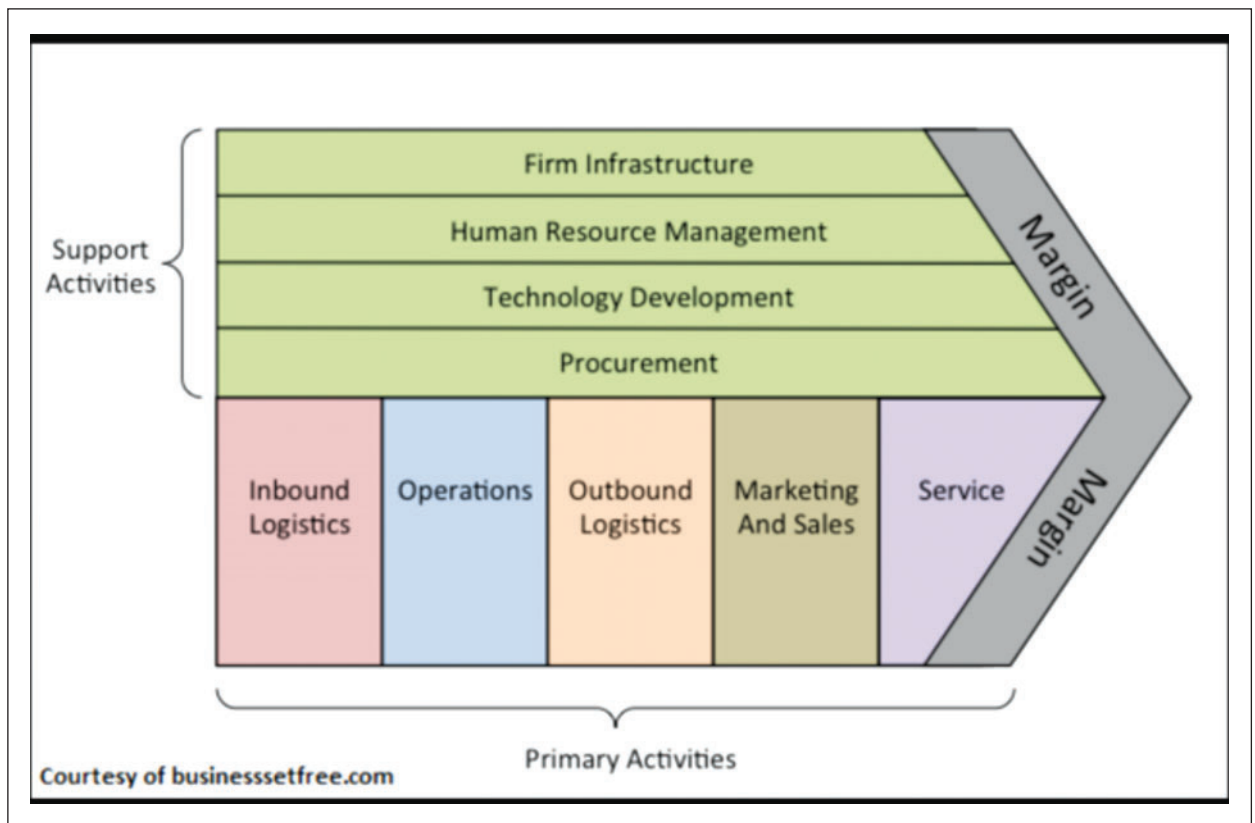 Firm Infrastructure
Human Resource Management
Support
Activities
Technology Development
Procurement
Margin
Inbound
Logistics
Operations
Outbound
Logistics
Marketing
And Sales
Service
Margin
Primary Activities
Courtesy of businesssetfree.com